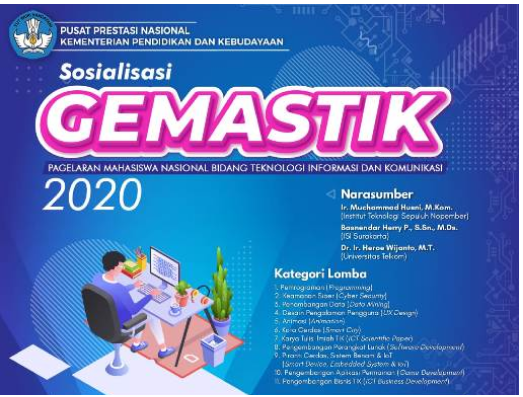 PUSAT PRESTASI NASIONAL
KEMENTERIAN PENDIDIKAN DAN KEBUDAYAAN
Sosialisasi
GEMASTIK
PAGELARAN MAHASISWA NASIONAL BIDANG TEKNOLOGI INFORMASI DAN KOMUNIKASI
2020
Narasumber
Ir. Muchammad Husni, M.Kom.
(Institut Teknologi Sepuluh Nopember)
Basnendar Herry P., S.Sn., M.Ds.
(ISI Surakarta)
Dr. Ir. Heroe Wijanto, M.T.
(Universitas Telkom)
Kategori Lomba
1. Pemrograman (Programming)
2. Keamanan Siber (Cyber Security)
3. Penambangan Data (Data Mining)
4. Desain Pengalaman Pengguna (UX Design)
5. Animasi (Animation)
6. Kota Cerdas (Smart City)
7. Karya Tulis Ilmiah TIK (ICT Scientific Paper)
8. Pengembangan Perangkat Lunak (Software Development)
9. Piranti Cerdas, Sistem Benam & IoT
(Smart Device, Embedded System & IoT)
10. Pengembangan Aplikasi Permainan (Game Development)
11. Pengembangan Bisnis TIK (ICT Business Development)